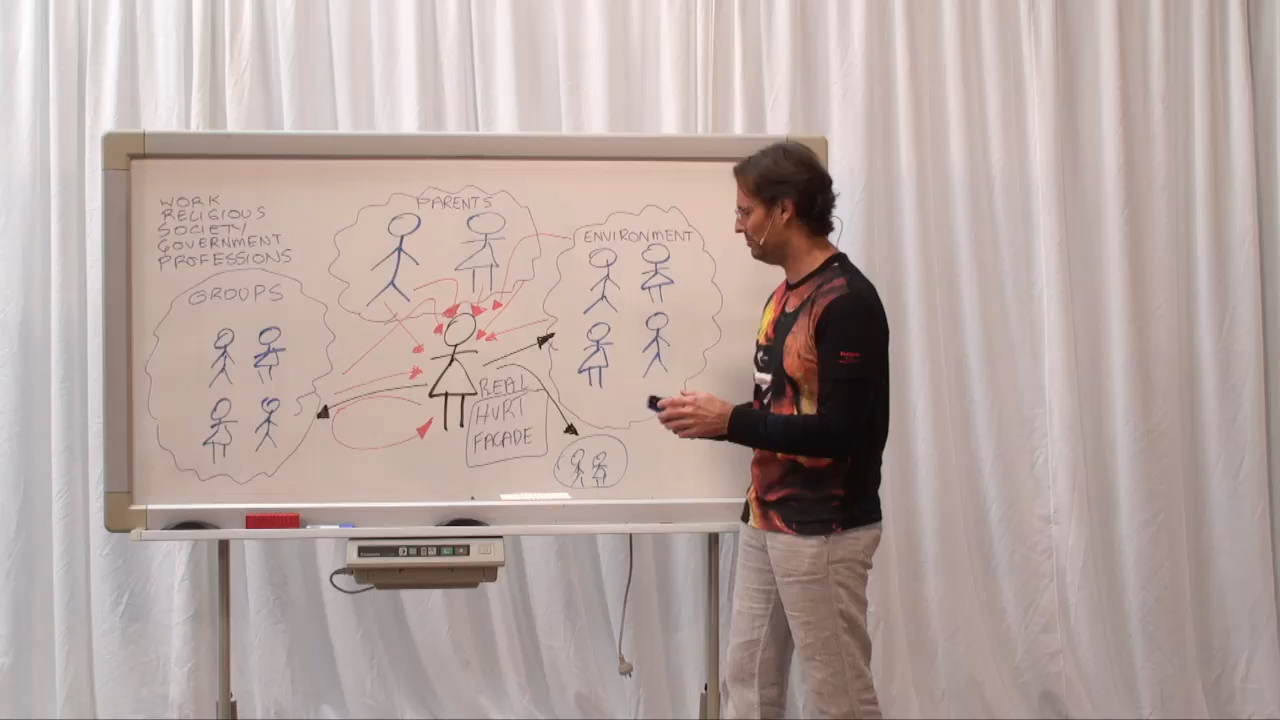 WORK
RELIGIOUS
SOCIETY
GOVERNMENT
PROFESSIONS
GROUPS
PARENTS
ENVIRONMENT
REAL
HURT
FACADE